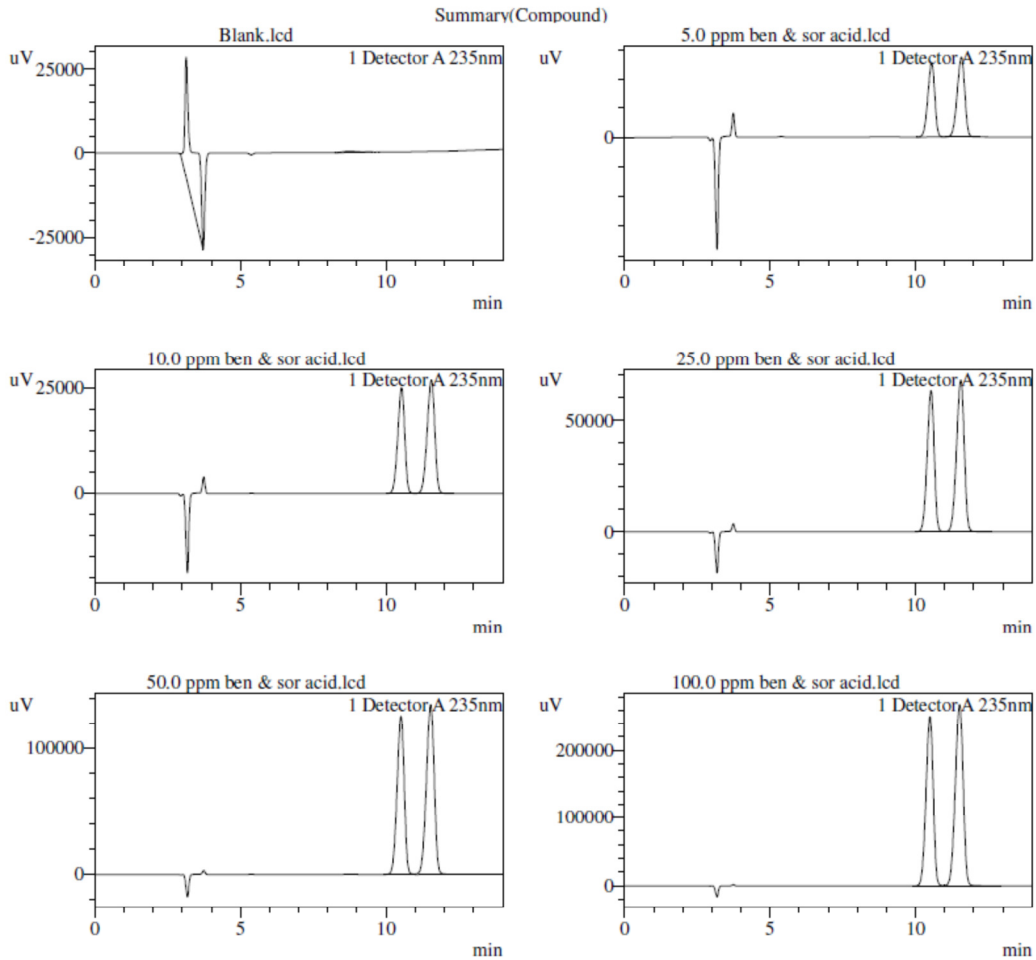 Summary(Compound)
Blank.lcd
uV
1 Detector A 235nm
25000
0
-25000
0 5 10
min
5.0 ppm ben & sor acid.lcd
uV
1 Detector A 235nm
0
0 5 10
min
10.0 ppm ben & sor acid.lcd
uV
1 Detector A 235nm
25000
0
0 5 10
min
25.0 ppm ben & sor acid.lcd
uV
1 Detector A 235nm
50000
0
0 5 10
min
50.0 ppm ben & sor acid.lcd
uV
1 Detector A 235nm
100000
0
0 5 10
min
100.0 ppm ben & sor acid.lcd
uV
1 Detector A 235nm
200000
100000
0
0 5 10
min